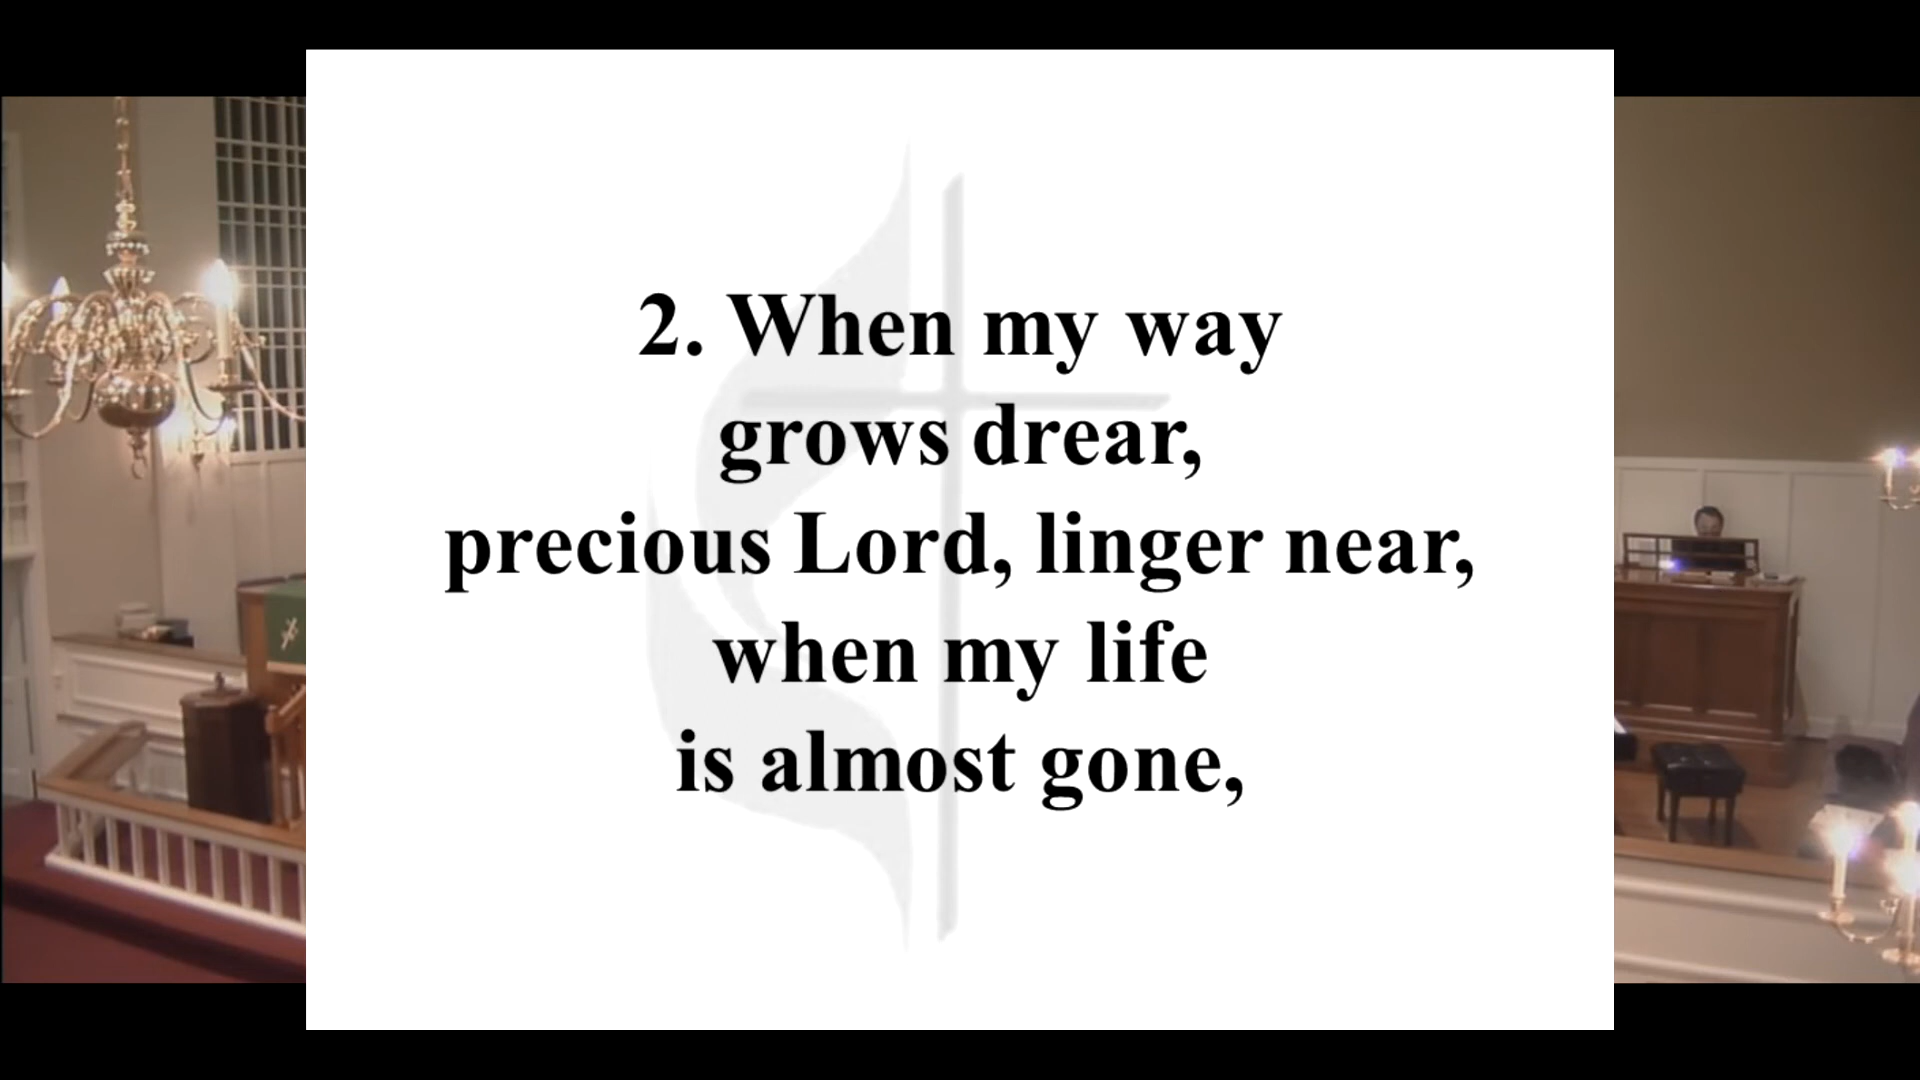 2. When my way
grows drear,
precious Lord, linger near,
when my life
is almost gone,